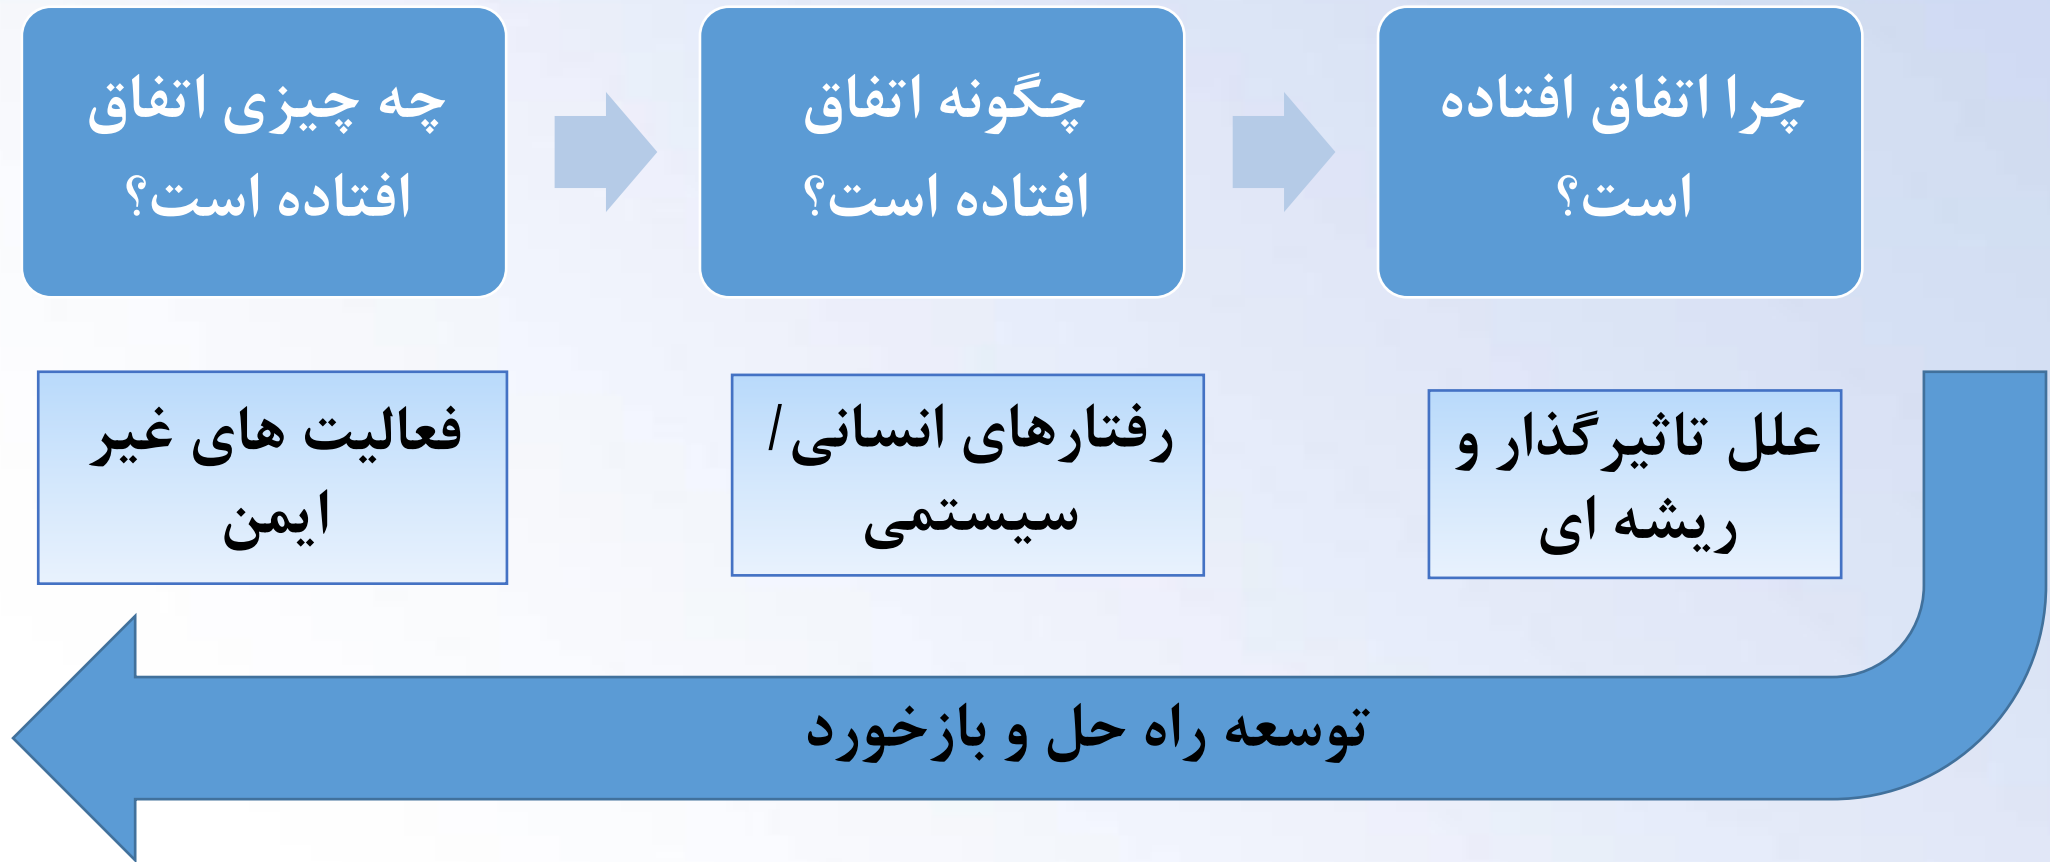 چه چیزی اتفاق
افتاده است؟
چگونه اتفاق
افتاده است؟
چرا اتفاق افتاده
است؟
فعالیت های غیر
ایمن
رفتارهای انسانی/
سیستمی
علل تاثیرگذار و
ریشه ای
توسعه راه حل و بازخورد